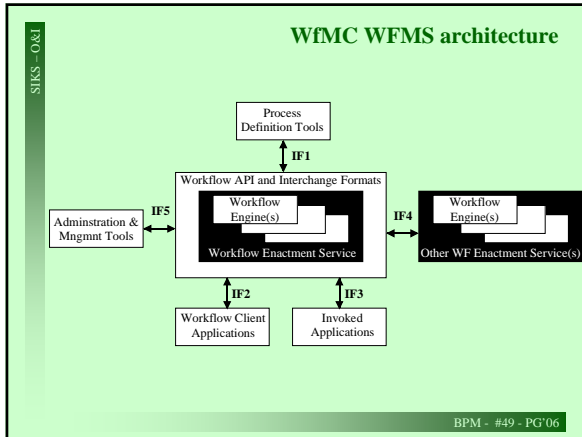 SIKS – O&I
WfMC WFMS architecture
Process
Definition Tools
IF1
Workflow API and Interchange Formats
Workflow
Engine(s)
Workflow Enactment Service
IF5
Adminstration &
Mngmnt Tools
IF4
Workflow
Engine(s)
Other WF Enactment Service(s)
IF2
IF3
Workflow Client
Applications
Invoked
Applications
BPM - #49 - PG'06